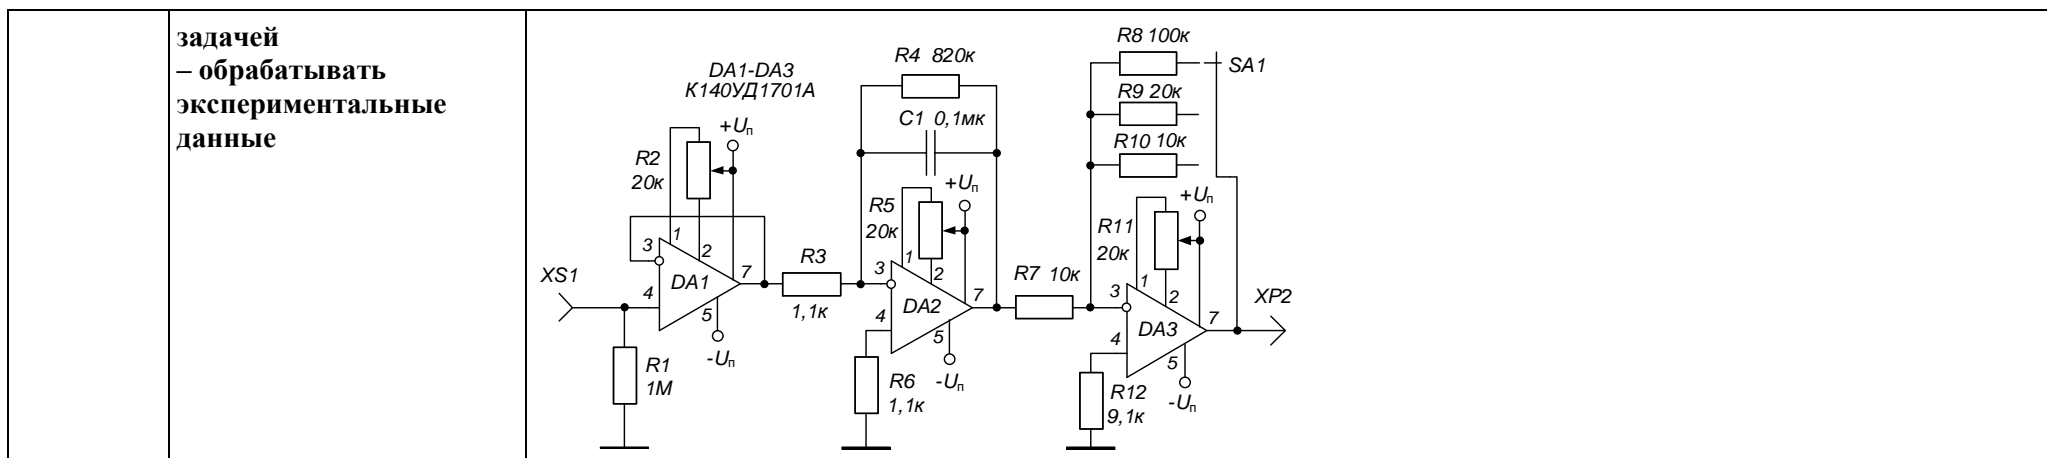 задачей
– обрабатывать
экспериментальные
данные
DA1-DA3
К140УД1701А
R4 820к
C1 0,1мк
R8 100к
SA1
R9 20к
R10 10к
+Uп
R2
20к
1
2
3
4
5
7
DA1
-Uп
XS1
R1
1М
R3
1,1к
+Uп
R5
20к
1
2
3
4
5
7
DA2
-Uп
R6
1,1к
R7 10к
+Uп
R11
20к
1
2
3
4
5
7
DA3
-Uп
R12
9,1к
XP2